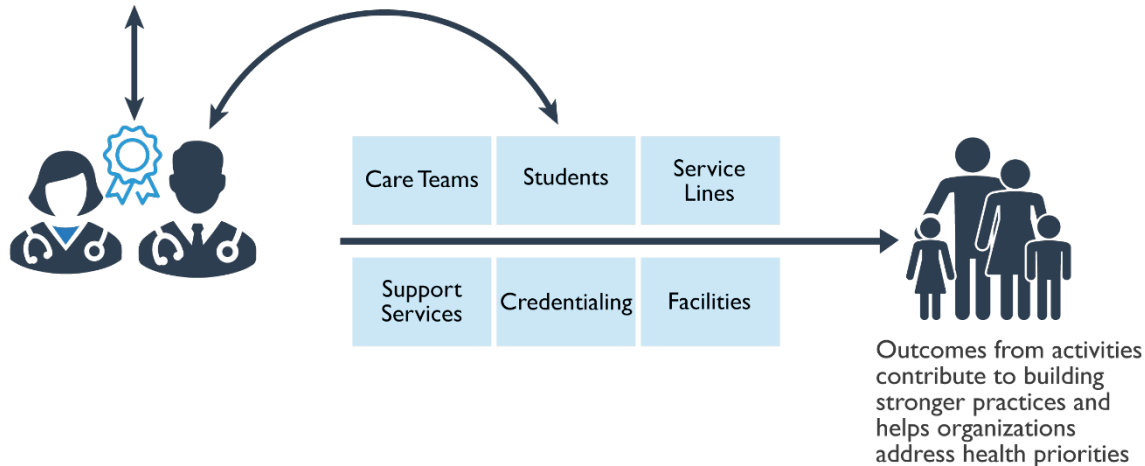 Care Teams
Students
Service
Lines
Support
Services
Credentialing
Facilities
Outcomes from activities
contribute to building
stronger practices and
helps organizations
address health priorities